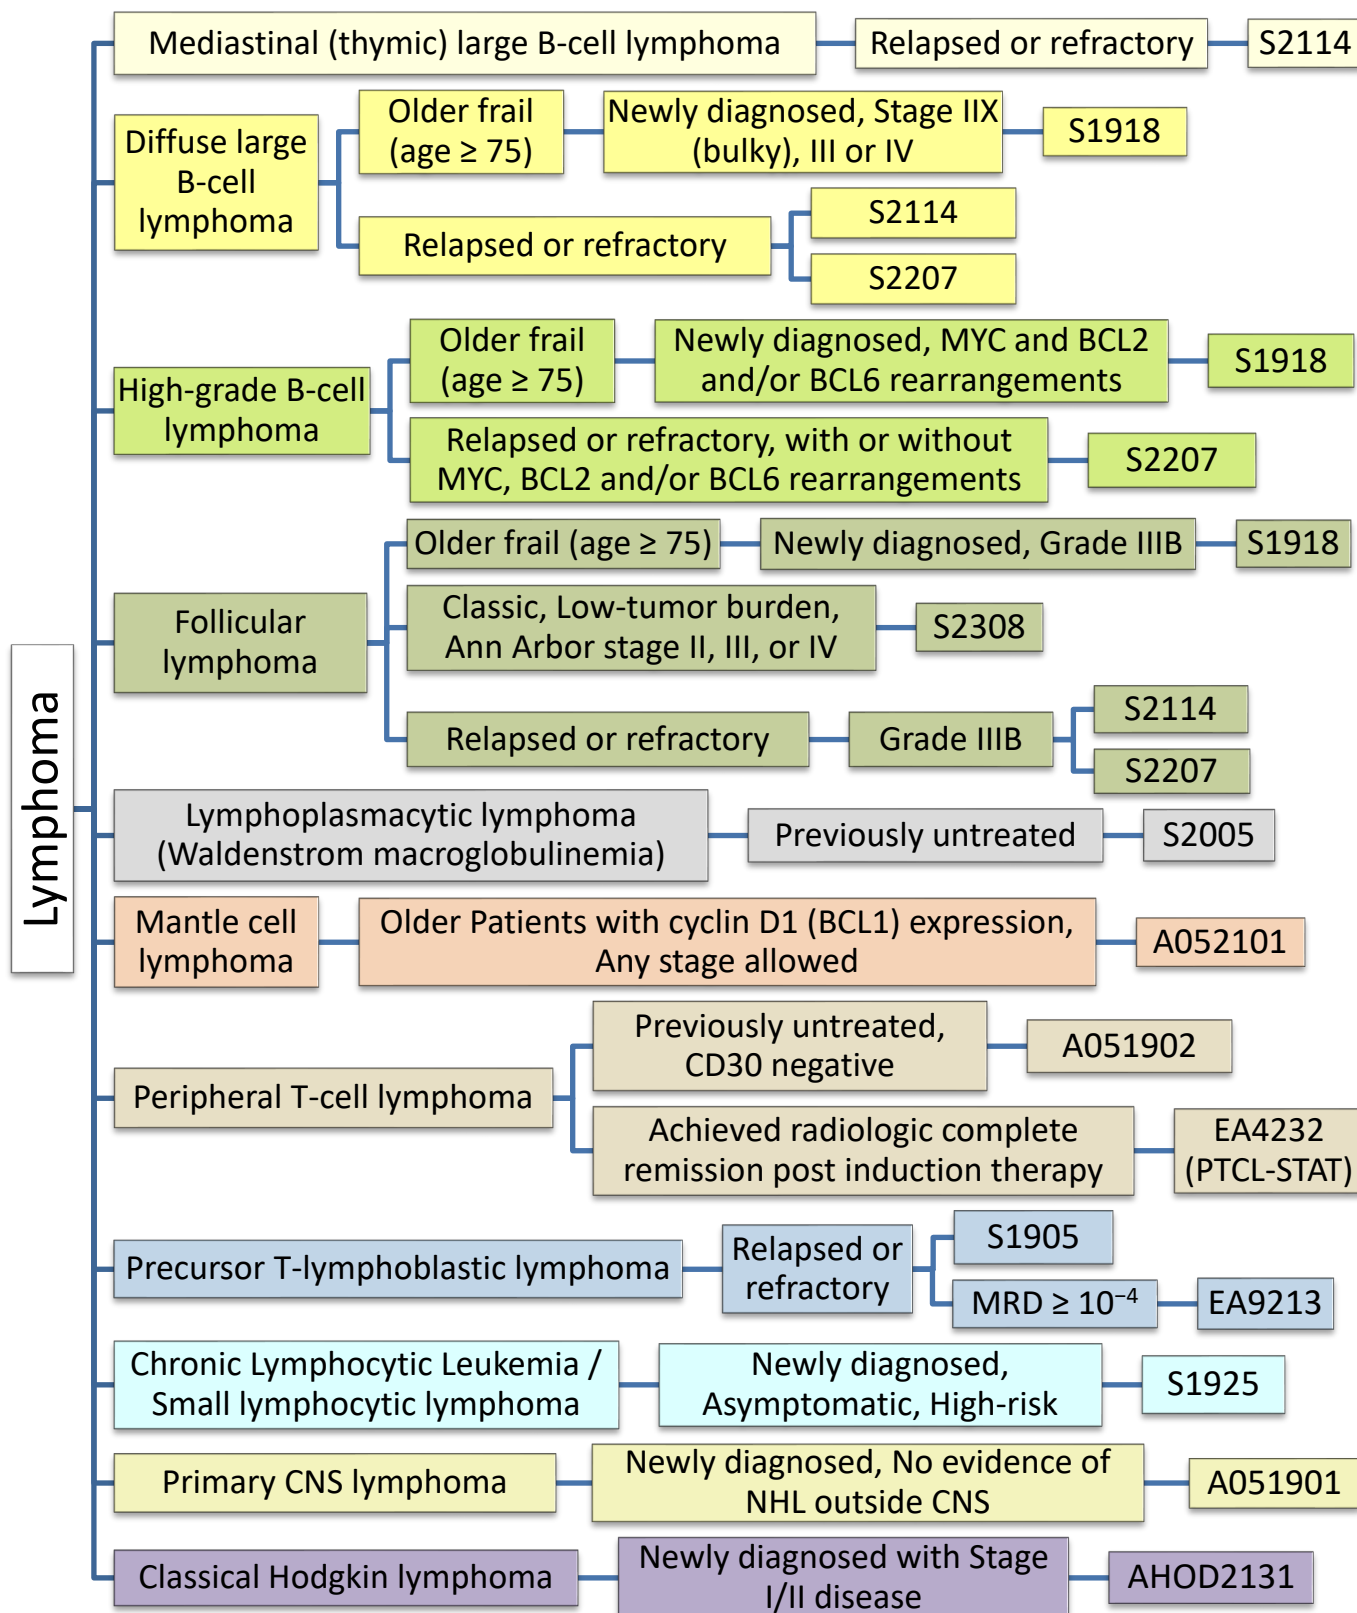 Lymphoma
Mediastinal (thymic) large B-cell lymphoma
Relapsed or refractory
S2114
Diffuse large
B-cell
lymphoma
Older frail
(age ≥ 75)
Newly diagnosed, Stage IIX
(bulky), III or IV
S1918
Relapsed or refractory
S2114
S2207
High-grade B-cell
lymphoma
Older frail
(age ≥ 75)
Newly diagnosed, MYC and BCL2
and/or BCL6 rearrangements
S1918
Relapsed or refractory, with or without
MYC, BCL2 and/or BCL6 rearrangements
S2207
Follicular
lymphoma
Older frail (age ≥ 75)
Newly diagnosed, Grade IIIB
S1918
Classic, Low-tumor burden,
Ann Arbor stage II, III, or IV
S2308
Relapsed or refractory
Grade IIIB
S2114
S2207
Lymphoplasmacytic lymphoma
(Waldenstrom macroglobulinemia)
Previously untreated
S2005
Mantle cell
lymphoma
Older Patients with cyclin D1 (BCL1) expression,
Any stage allowed
A052101
Peripheral T-cell lymphoma
Previously untreated,
CD30 negative
A051902
Achieved radiologic complete
remission post induction therapy
EA4232
(PTCL-STAT)
Precursor T-lymphoblastic lymphoma
Relapsed or
refractory
S1905
MRD ≥ 10⁻⁴
EA9213
Chronic Lymphocytic Leukemia /
Small lymphocytic lymphoma
Newly diagnosed,
Asymptomatic, High-risk
S1925
Primary CNS lymphoma
Newly diagnosed, No evidence of
NHL outside CNS
A051901
Classical Hodgkin lymphoma
Newly diagnosed with Stage
I/II disease
AHOD2131